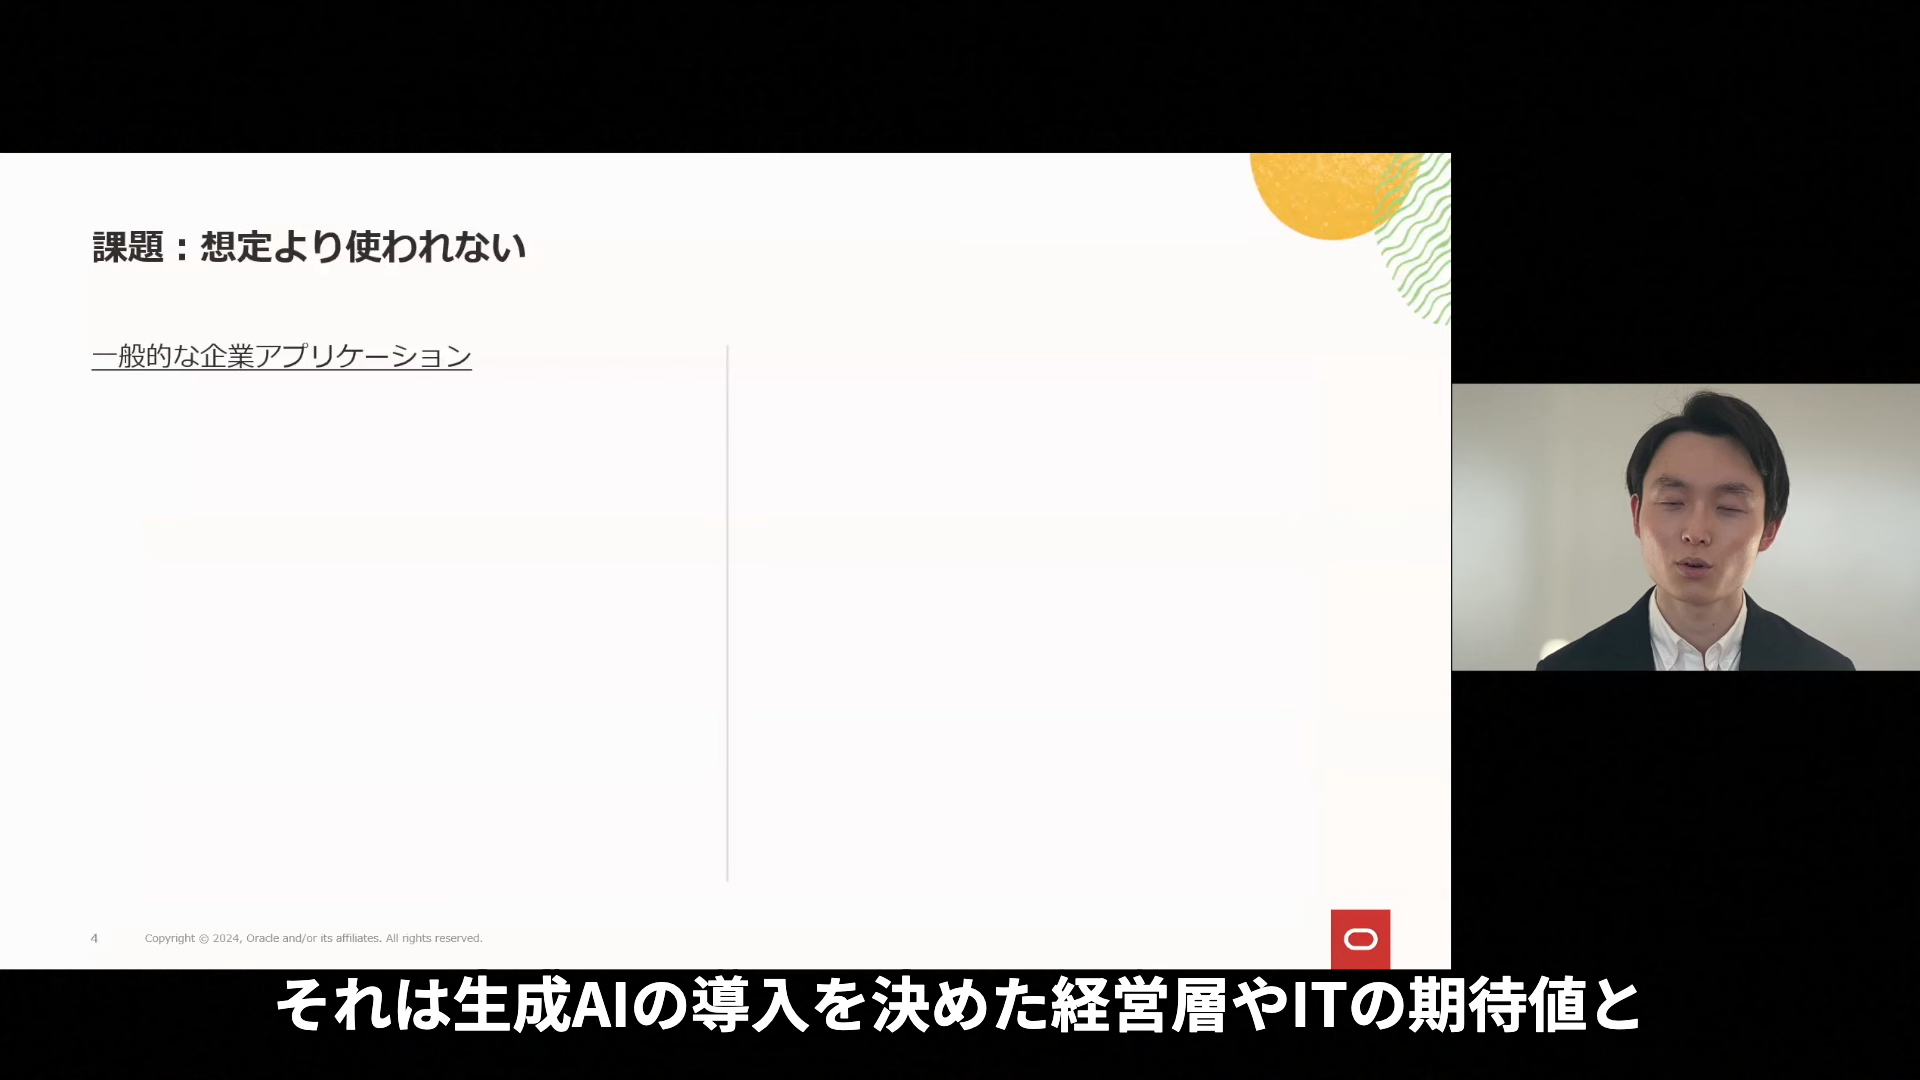 課題：想定より使われない
一般的な企業アプリケーション
4
Copyright © 2024, Oracle and/or its affiliates. All rights reserved.
それは生成AIの導入を決めた経営層やITの期待値と